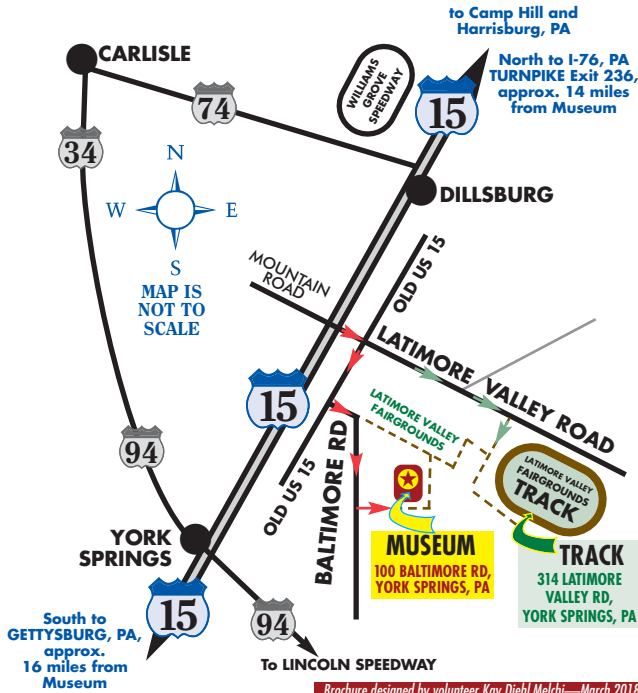 to Camp Hill and
Harrisburg, PA
North to I-76, PA
TURNPIKE Exit 236,
approx. 14 miles
from Museum
CARLISLE
WILLIAMS
GROVE
SPEEDWAY
15
74
34
DILLSBURG
N
W
E
S
MAP IS
NOT TO
SCALE
MOUNTAIN
ROAD
OLD US 15
LATIMORE VALLEY ROAD
15
LATIMORE VALLEY
FAIRGROUNDS
94
OLD US 15
BALTIMORE RD
LATIMORE VALLEY
FAIRGROUNDS
TRACK
YORK
SPRINGS
MUSEUM
100 BALTIMORE RD,
YORK SPRINGS, PA
TRACK
314 LATIMORE
VALLEY RD,
YORK SPRINGS, PA
15
94
South to
GETTYSBURG, PA,
approx.
16 miles from
Museum
To LINCOLN SPEEDWAY
Brochure designed by volunteer Kay Diehl Melchi—March 2018